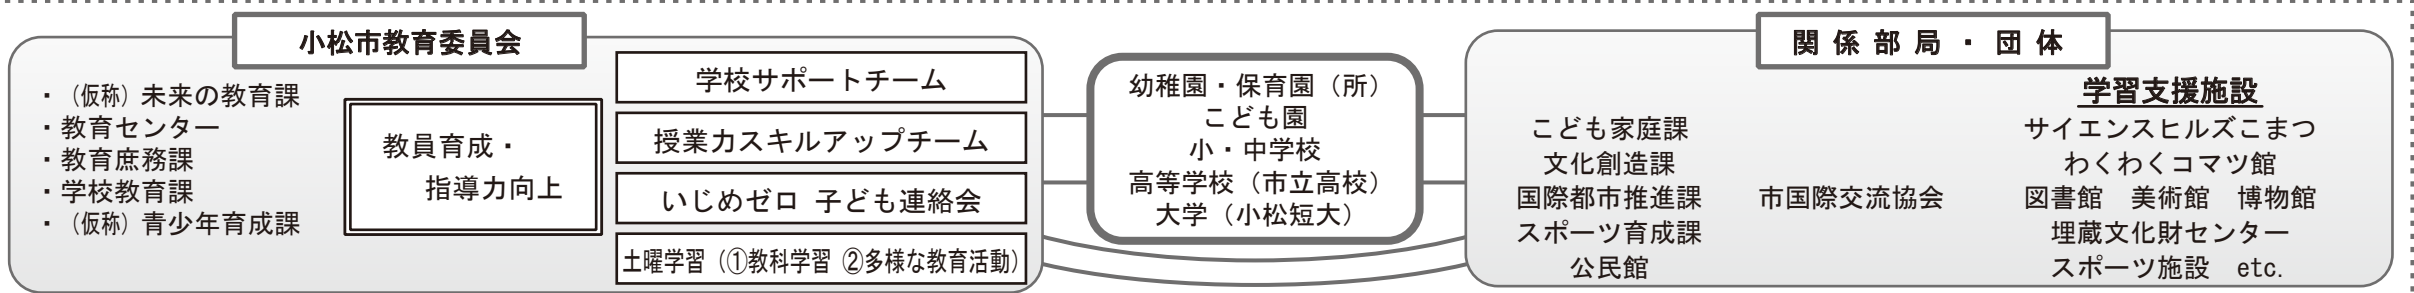 小松市教育委員会
・（仮称）未来の教育課
・教育センター
・教育庶務課
・学校教育課
・（仮称）青少年育成課
教員育成・
指導力向上
学校サポートチーム
授業力スキルアップチーム
いじめゼロ 子ども連絡会
土曜学習（①教科学習 ②多様な教育活動）
幼稚園・保育園（所）
こども園
小・中学校
高等学校（市立高校）
大学（小松短大）
関係部局・団体
こども家庭課
文化創造課
国際都市推進課
スポーツ育成課
公民館
市国際交流協会
学習支援施設
サイエンスヒルズこまつ
わくわくコマツ館
図書館　美術館　博物館
埋蔵文化財センター
スポーツ施設　etc.